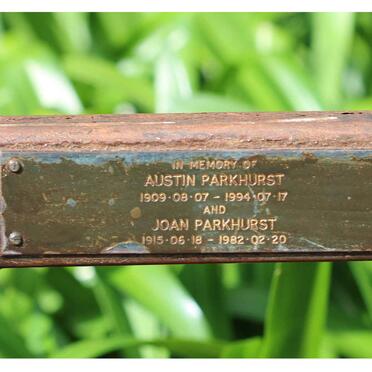 IN MEMORY OF
AUSTIN PARKHURST
1909·08·07 - 1994·07·17
AND
JOAN PARKHURST
1915·06·18 - 1982·02·20